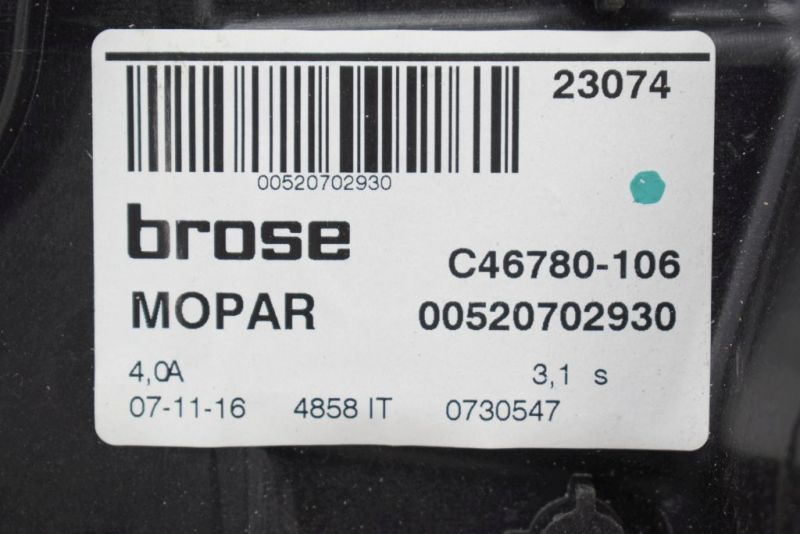 23074
00520702930
brose
C46780-106
MOPAR 00520702930
4,0A 3,1 s
07-11-16 4858 IT 0730547